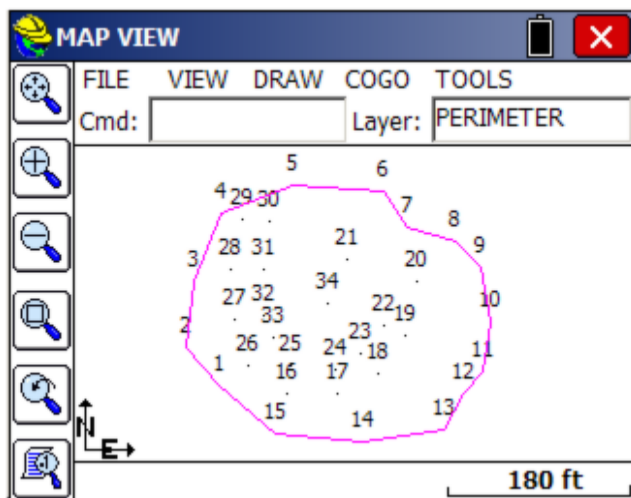 MAP VIEW
FILE VIEW DRAW COGO TOOLS
Cmd: Layer: PERIMETER
5 6
4 29 30 7
8
28 31 21 9
3 20
34
27 32 10
33 22 19
2 23
26 25 24 18 11
1 16 17 12
15 14 13
N
E
180 ft